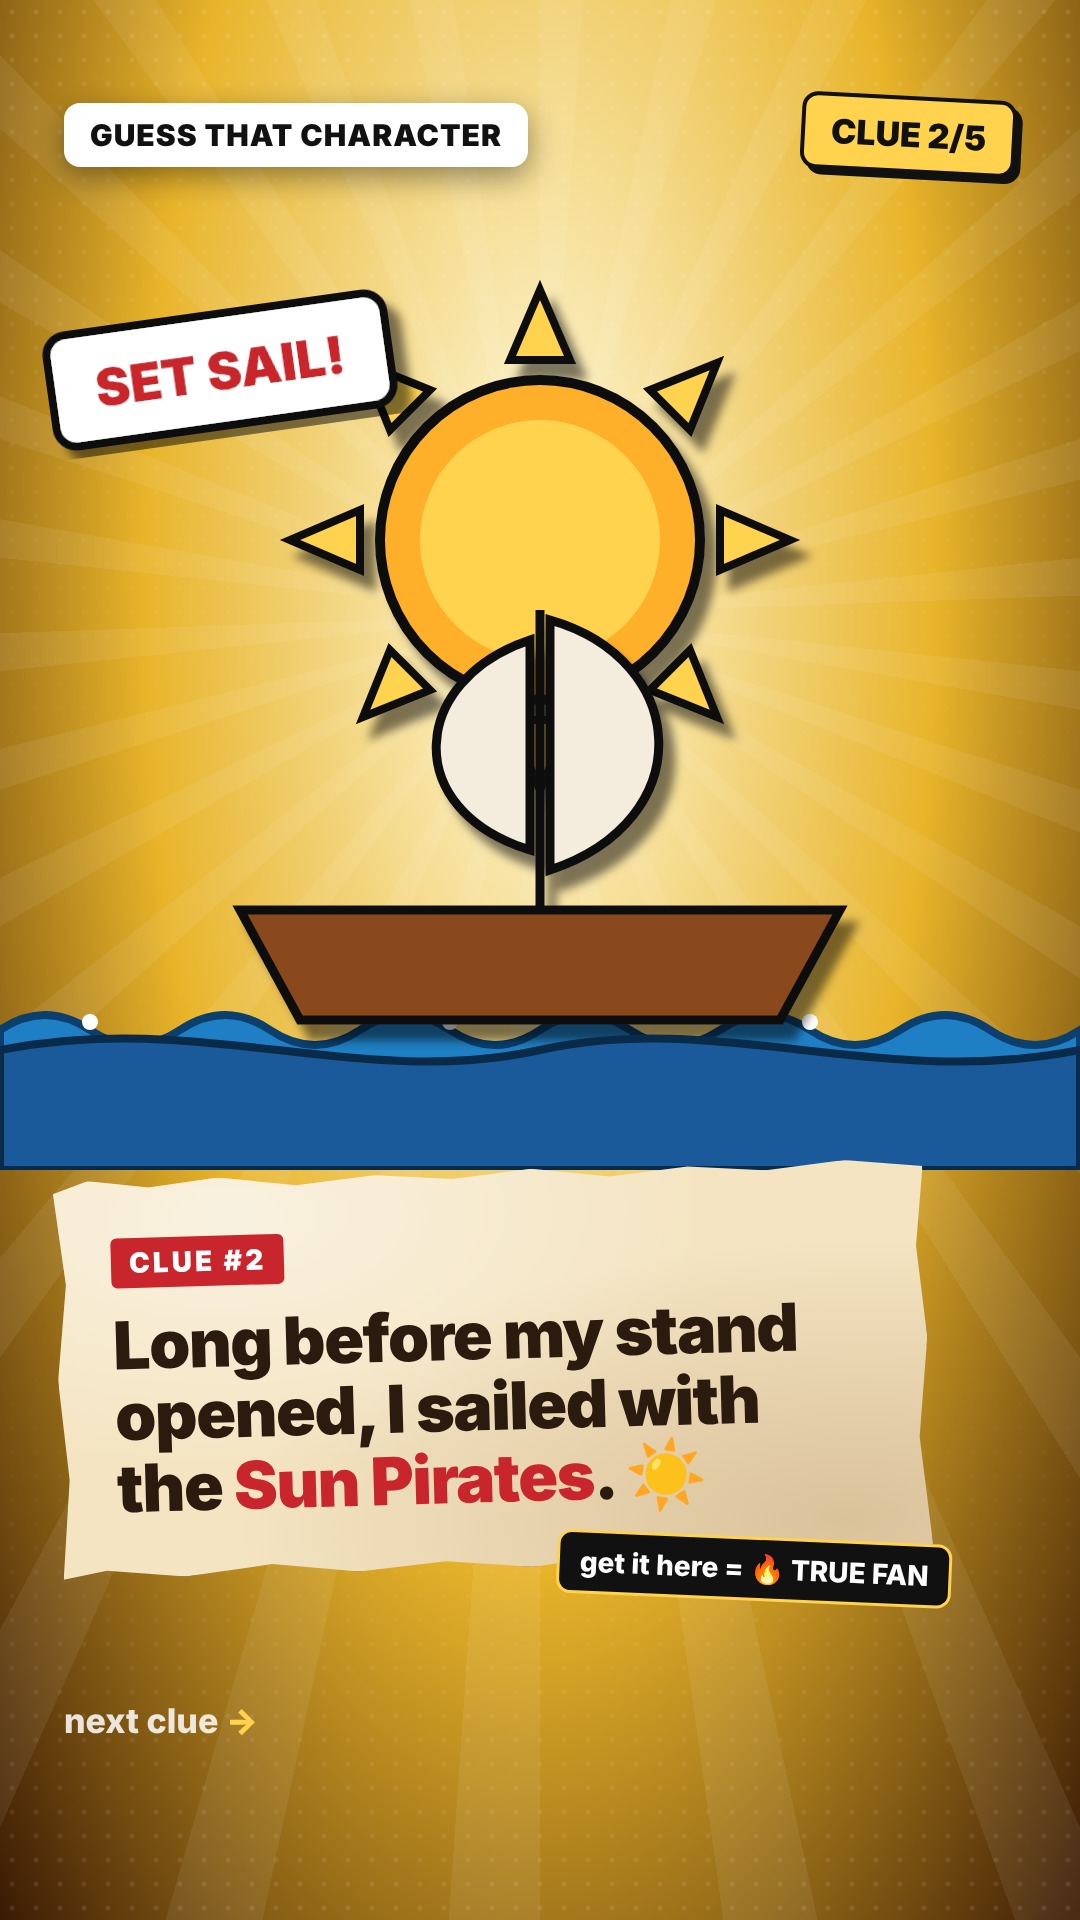 GUESS THAT CHARACTER
CLUE 2/5
SET SAIL!
CLUE #2
Long before my stand
opened, I sailed with
the Sun Pirates. ☀️
get it here = 🔥 TRUE FAN
next clue →